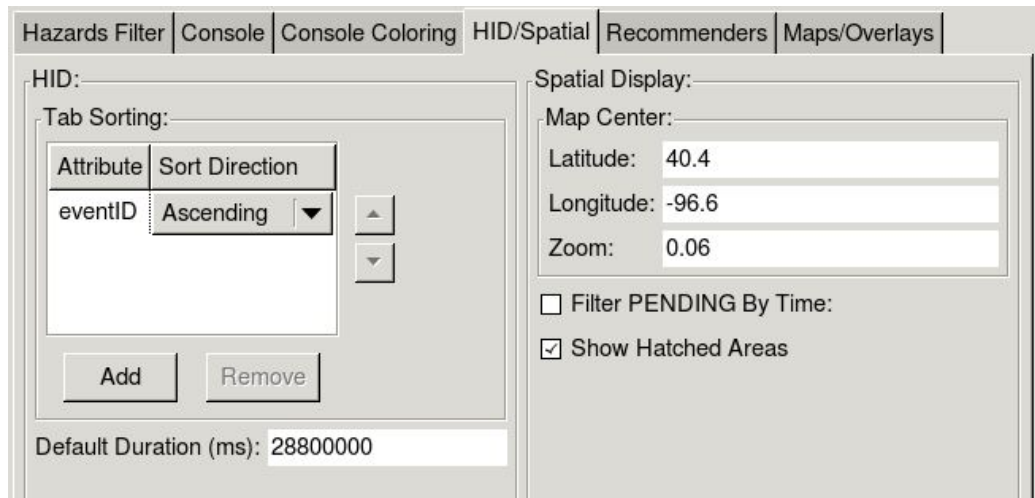 Hazards Filter Console Console Coloring HID/Spatial Recommenders Maps/Overlays
HID:
Tab Sorting:
Attribute Sort Direction
eventID Ascending
Add Remove
Default Duration (ms): 28800000
Spatial Display:
Map Center:
Latitude: 40.4
Longitude: -96.6
Zoom: 0.06
Filter PENDING By Time:
Show Hatched Areas